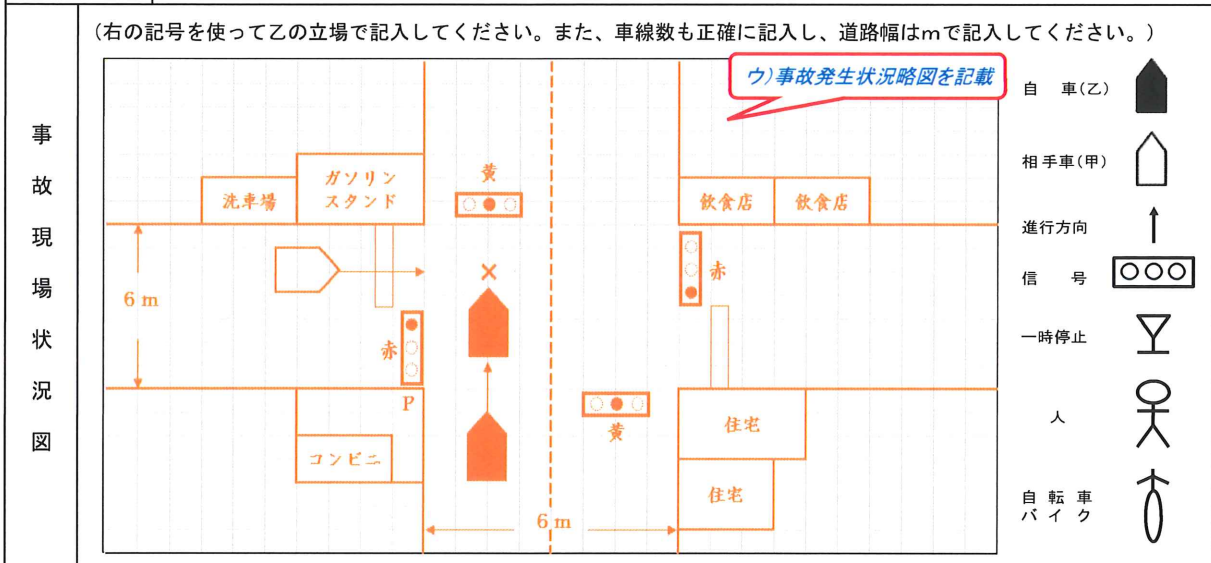 (右の記号を使って乙の立場で記入してください。また、車線数も正確に記入し、道路幅はmで記入してください。)
ウ)事故発生状況略図を記載
事故現場状況図
自 車(乙)
相手車(甲)
進行方向
信 号
一時停止
人
自転車
バイク
黄
ガソリン
スタンド
洗車場
飲食店
飲食店
6 m
赤
赤
P
黄
コンビニ
住宅
住宅
6 m